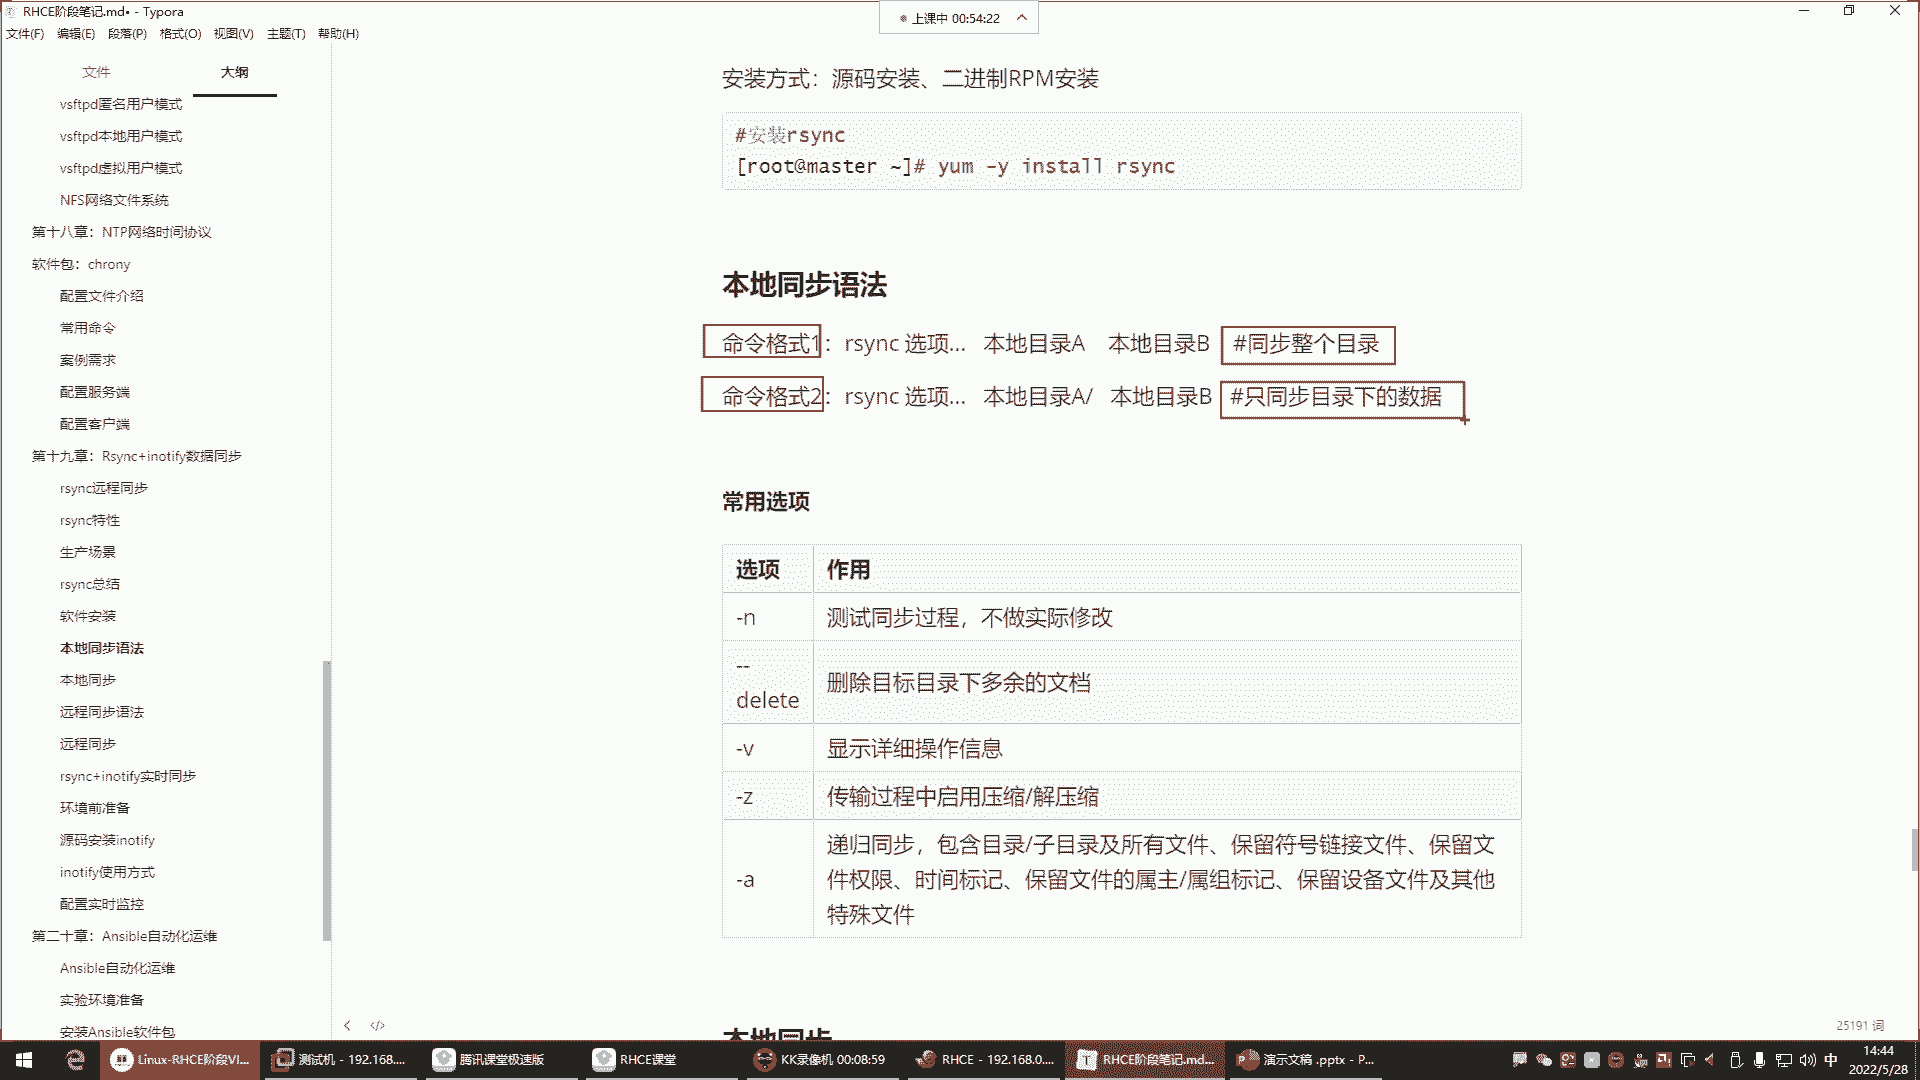 RHCE阶段笔记.md• - Typora
上课中 00:54:22
文件(F) 编辑(E) 段落(P) 格式(O) 视图(V) 主题(T) 帮助(H)
文件 大纲
vsftpd匿名用户模式
vsftpd本地用户模式
vsftpd虚拟用户模式
NFS网络文件系统
第十八章：NTP网络时间协议
软件包：chrony
配置文件介绍
常用命令
案例需求
配置服务端
配置客户端
第十九章：Rsync+inotify数据同步
rsync远程同步
rsync特性
生产场景
rsync总结
软件安装
本地同步语法
本地同步
远程同步语法
远程同步
rsync+inotify实时同步
环境前准备
源码安装inotify
inotify使用方式
配置实时监控
第二十章：Ansible自动化运维
Ansible自动化运维
实验环境准备
安装Ansible软件包
安装方式：源码安装、二进制RPM安装
#安装rsync
[root@master ~]# yum -y install rsync
本地同步语法
命令格式1：rsync 选项... 本地目录A 本地目录B #同步整个目录
命令格式2：rsync 选项... 本地目录A/ 本地目录B #只同步目录下的数据
常用选项
选项 作用
-n 测试同步过程，不做实际修改
--
delete 删除目标目录下多余的文档
-v 显示详细操作信息
-z 传输过程中启用压缩/解压缩
-a 递归同步，包含目录/子目录及所有文件、保留符号链接文件、保留文
件权限、时间标记、保留文件的属主/属组标记、保留设备文件及其他
特殊文件
本地同步
25191 词
Linux-RHCE阶段VI... 测试机 - 192.168.... 腾讯课堂极速版 RHCE课堂 KK录像机 00:08:59 RHCE - 192.168.0.... RHCE阶段笔记.md... 演示文稿 .pptx - P... 中 14:44
2022/5/28